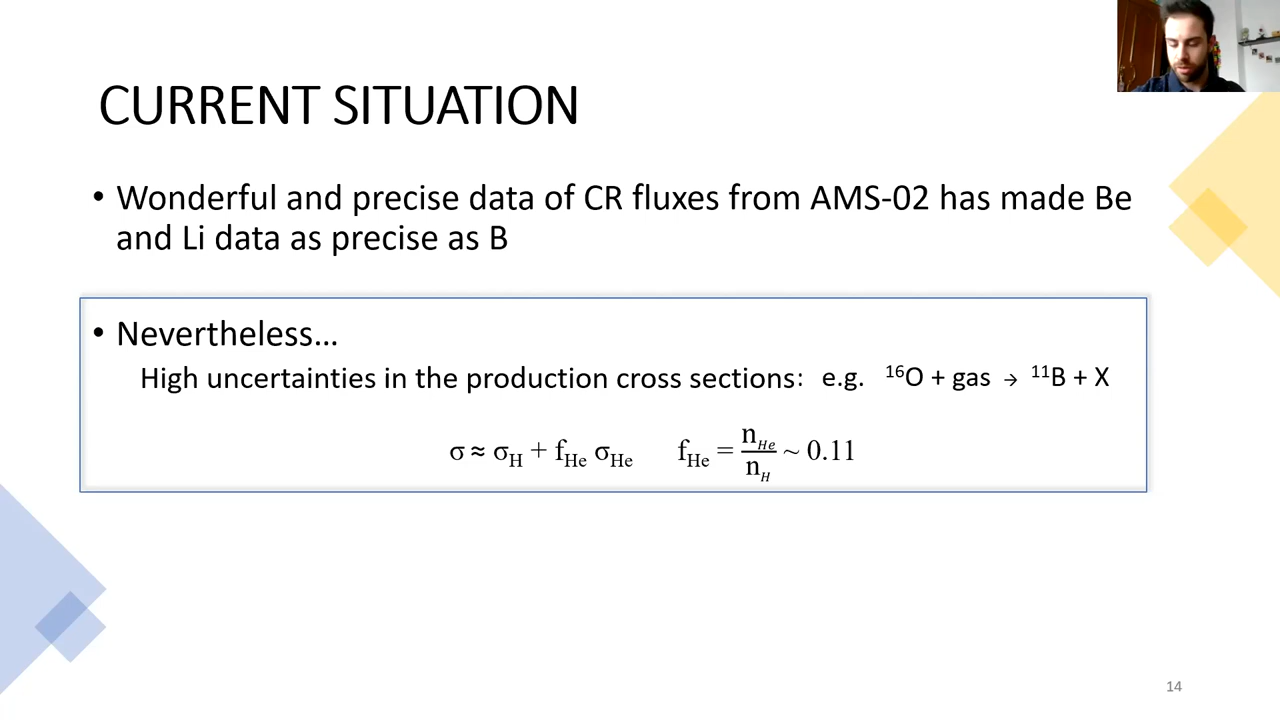 CURRENT SITUATION
• Wonderful and precise data of CR fluxes from AMS-02 has made Be
and Li data as precise as B
• Nevertheless…
High uncertainties in the production cross sections: e.g. ¹⁶O + gas → ¹¹B + X
σ ≈ σ_H + f_He σ_He f_He = n_He / n_H ~ 0.11
14